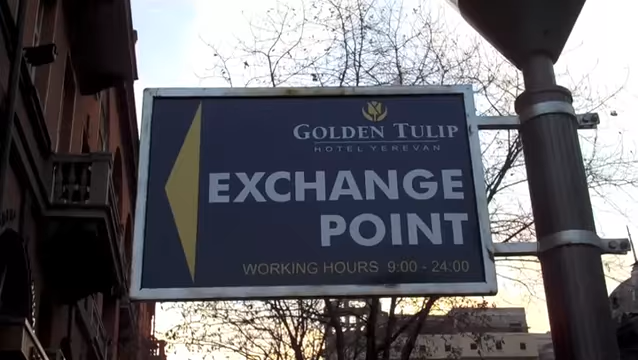 GOLDEN TULIP
HOTEL YEREVAN
EXCHANGE
POINT
WORKING HOURS 9:00 - 24:00